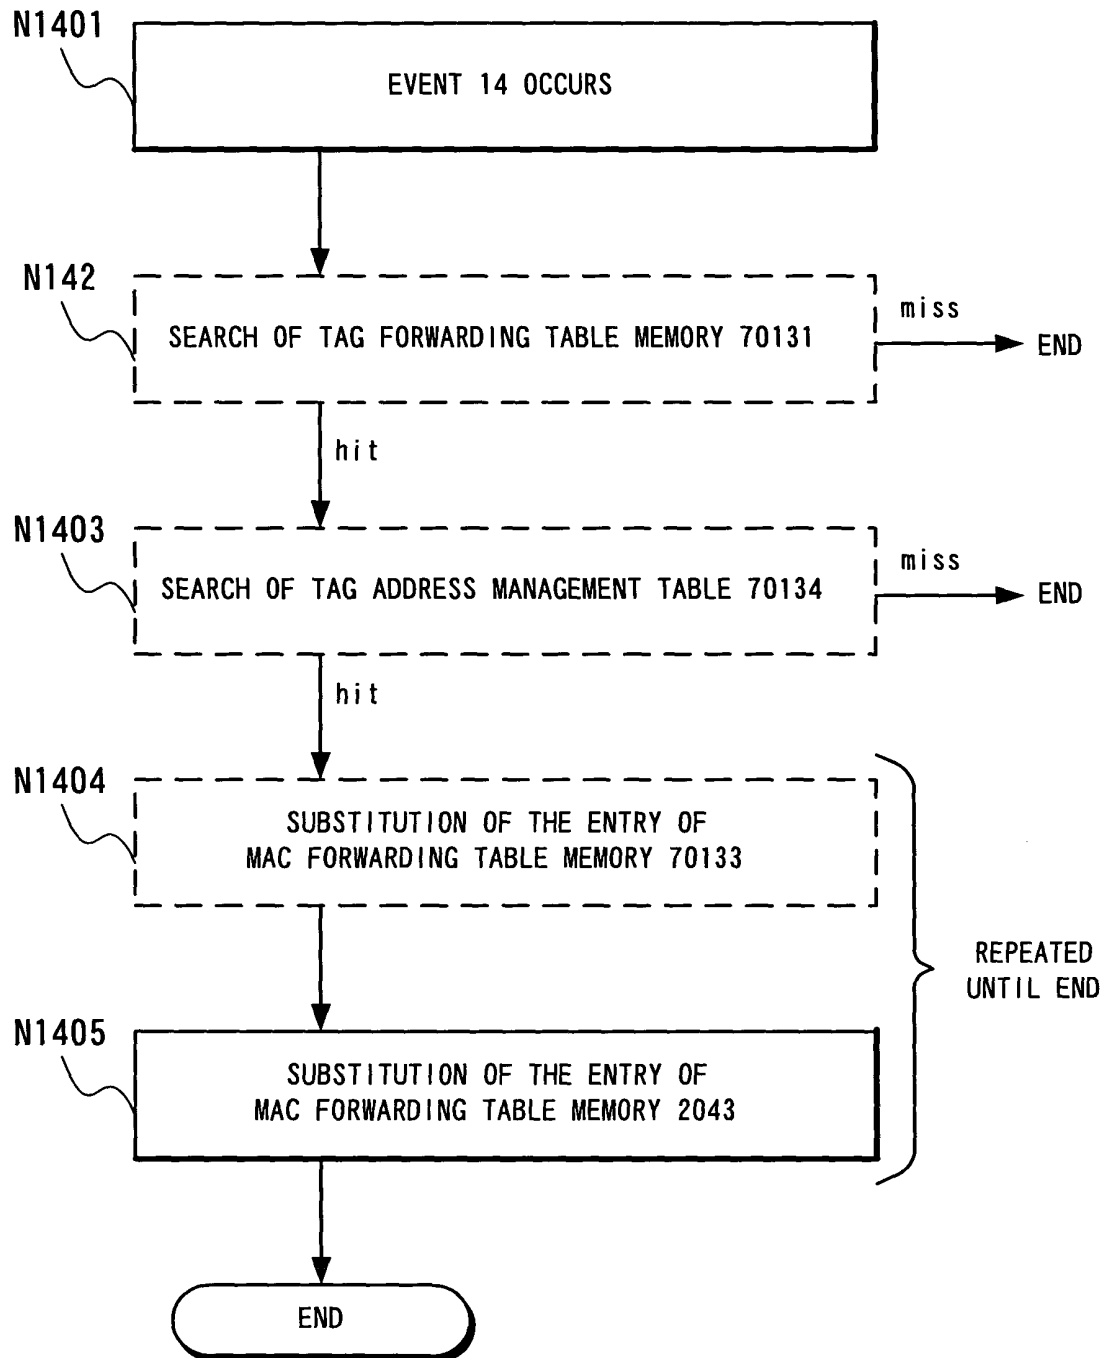 N1401
EVENT 14 OCCURS
N142
SEARCH OF TAG FORWARDING TABLE MEMORY 70131
miss
END
hit
N1403
SEARCH OF TAG ADDRESS MANAGEMENT TABLE 70134
miss
END
hit
N1404
SUBSTITUTION OF THE ENTRY OF
MAC FORWARDING TABLE MEMORY 70133
REPEATED
UNTIL END
N1405
SUBSTITUTION OF THE ENTRY OF
MAC FORWARDING TABLE MEMORY 2043
END